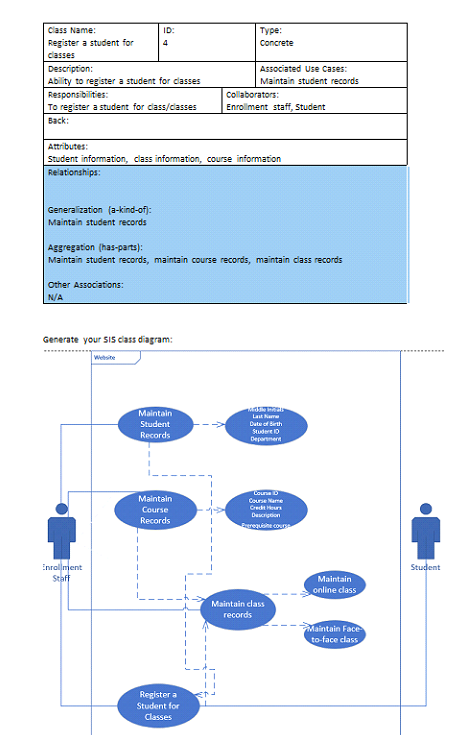 Class Name:
Register a student for
classes
ID:
4
Type:
Concrete
Description:
Ability to register a student for classes
Associated Use Cases:
Maintain student records
Responsibilities:
To register a student for class/classes
Collaborators:
Enrollment staff, Student
Back:
Attributes:
Student information, class information, course information
Relationships:
Generalization (a-kind-of):
Maintain student records
Aggregation (has-parts):
Maintain student records, maintain course records, maintain class records
Other Associations:
N/A
Generate your SIS class diagram:
Website
Maintain
Student
Records
Middle Initials
Last Name
Date of Birth
Student ID
Department
Maintain
Course
Records
Course ID
Course Name
Credit Hours
Description
Prerequisite course
Enrollment
Staff
Student
Maintain
online class
Maintain class
records
Maintain Face-
to-face class
Register a
Student for
Classes